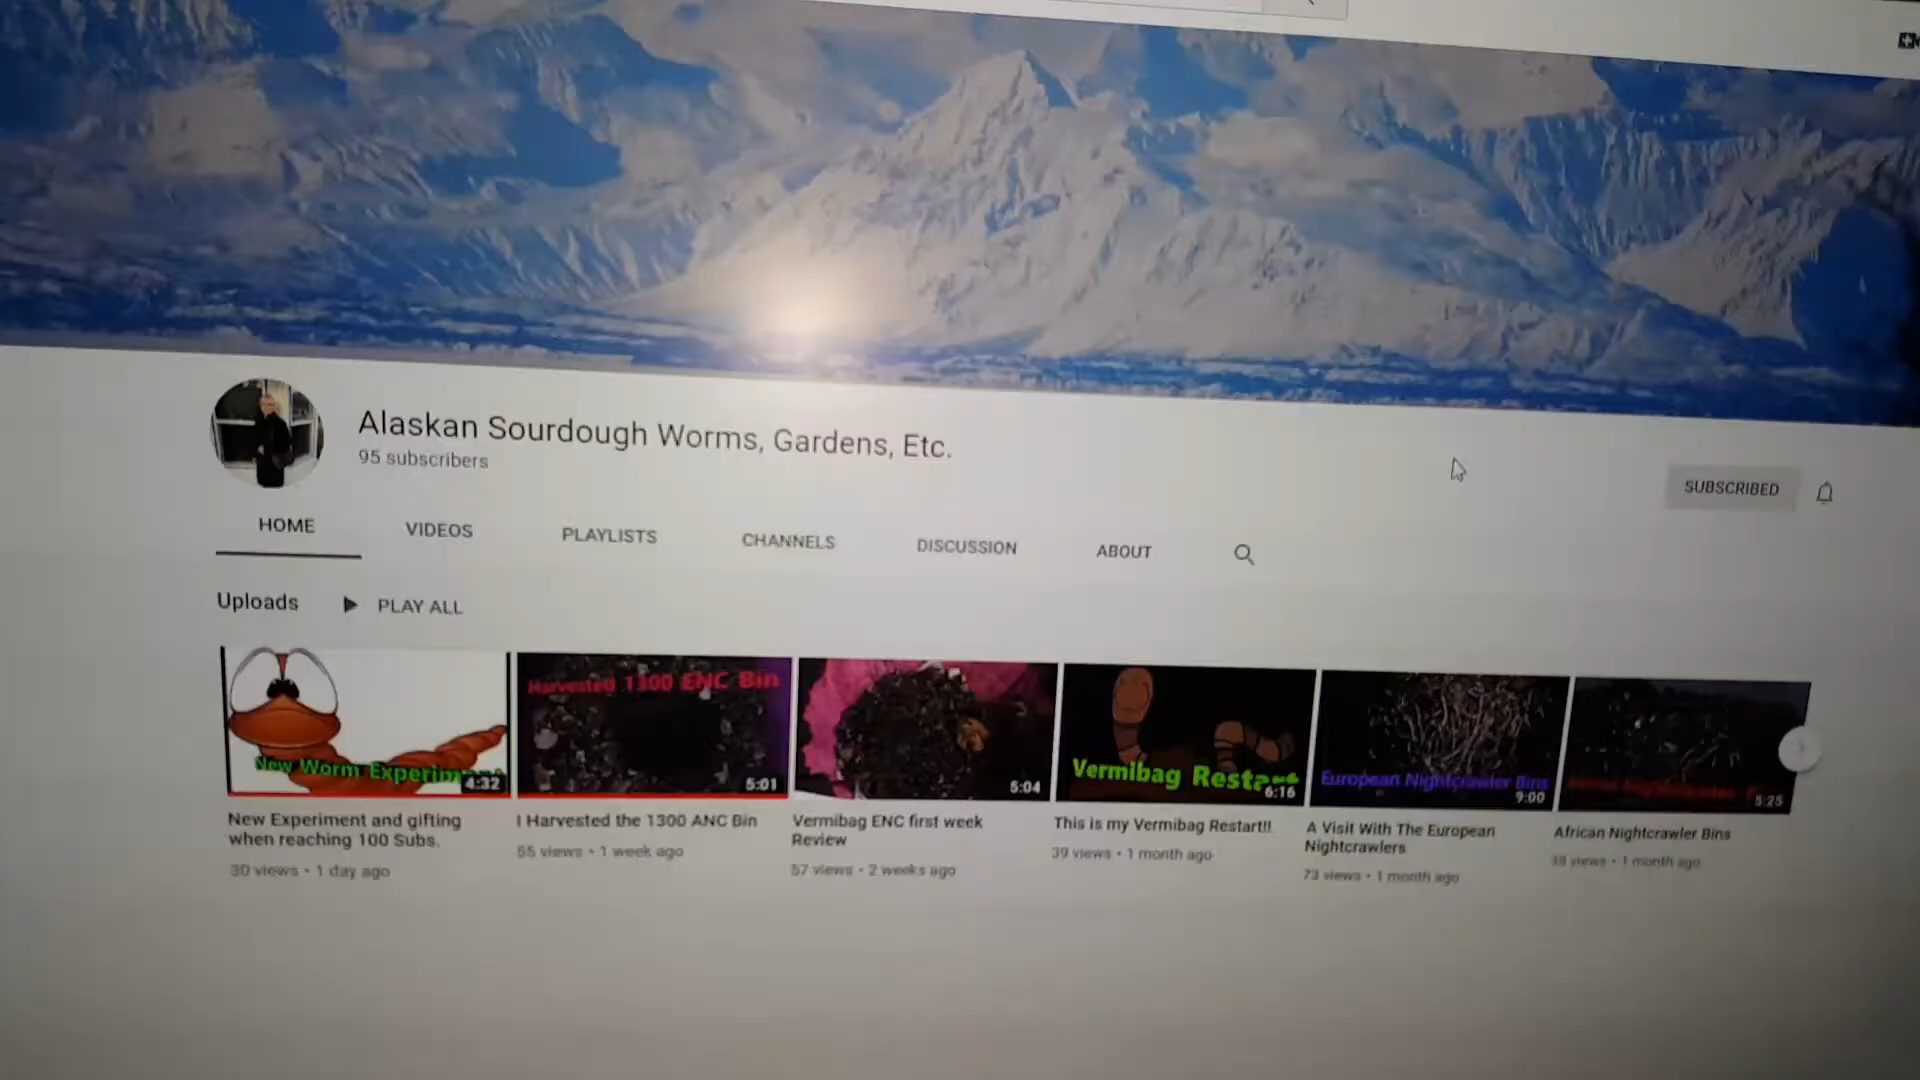 Alaskan Sourdough Worms, Gardens, Etc.
95 subscribers
SUBSCRIBED
HOME VIDEOS PLAYLISTS CHANNELS DISCUSSION ABOUT
Uploads PLAY ALL
New Worm Experiment
4:32
Harvested 1300 ENC Bin
5:01
5:04
Vermibag Restart
6:16
European Nightcrawler Bins
9:00
5:25
New Experiment and gifting
when reaching 100 Subs.
30 views • 1 day ago
I Harvested the 1300 ANC Bin
55 views • 1 week ago
Vermibag ENC first week
Review
57 views • 2 weeks ago
This is my Vermibag Restart!!
39 views • 1 month ago
A Visit With The European
Nightcrawlers
73 views • 1 month ago
African Nightcrawler Bins
38 views • 1 month ago